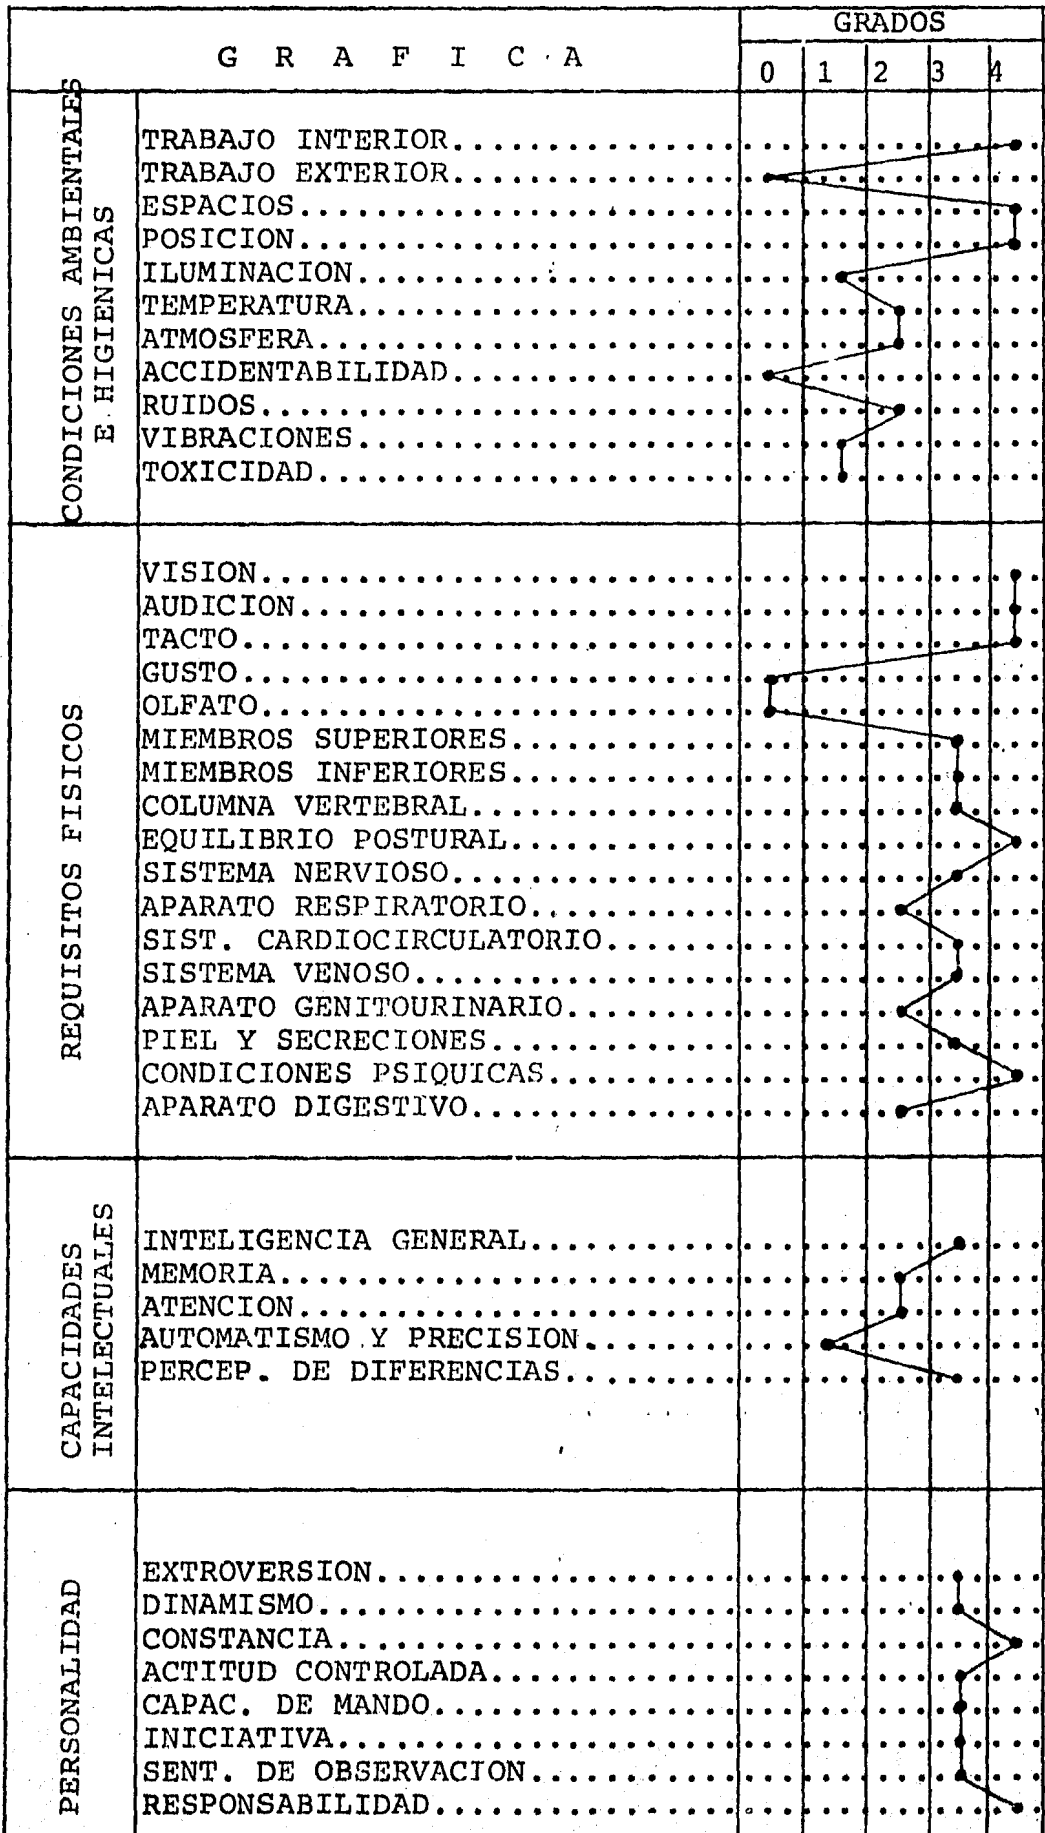 GRAFICA
GRADOS
0 1 2 3 4
CONDICIONES AMBIENTALES
E HIGIENICAS
TRABAJO INTERIOR
TRABAJO EXTERIOR
ESPACIOS
POSICION
ILUMINACION
TEMPERATURA
ATMOSFERA
ACCIDENTABILIDAD
RUIDOS
VIBRACIONES
TOXICIDAD
REQUISITOS FISICOS
VISION
AUDICION
TACTO
GUSTO
OLFATO
MIEMBROS SUPERIORES
MIEMBROS INFERIORES
COLUMNA VERTEBRAL
EQUILIBRIO POSTURAL
SISTEMA NERVIOSO
APARATO RESPIRATORIO
SIST. CARDIOCIRCULATORIO
SISTEMA VENOSO
APARATO GENITOURINARIO
PIEL Y SECRECIONES
CONDICIONES PSIQUICAS
APARATO DIGESTIVO
CAPACIDADES
INTELECTUALES
INTELIGENCIA GENERAL
MEMORIA
ATENCION
AUTOMATISMO Y PRECISION
PERCEP. DE DIFERENCIAS
PERSONALIDAD
EXTROVERSION
DINAMISMO
CONSTANCIA
ACTITUD CONTROLADA
CAPAC. DE MANDO
INICIATIVA
SENT. DE OBSERVACION
RESPONSABILIDAD